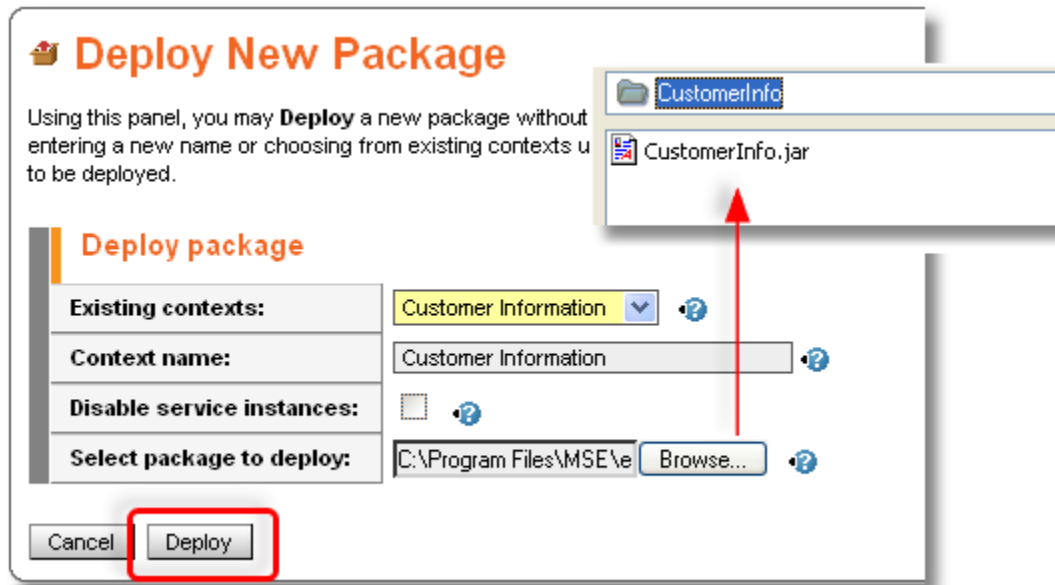 Deploy New Package
CustomerInfo
Using this panel, you may Deploy a new package without
entering a new name or choosing from existing contexts u
to be deployed.
CustomerInfo.jar
Deploy package
Existing contexts: Customer Information
Context name: Customer Information
Disable service instances:
Select package to deploy: C:\Program Files\MSE\e Browse...
Cancel Deploy